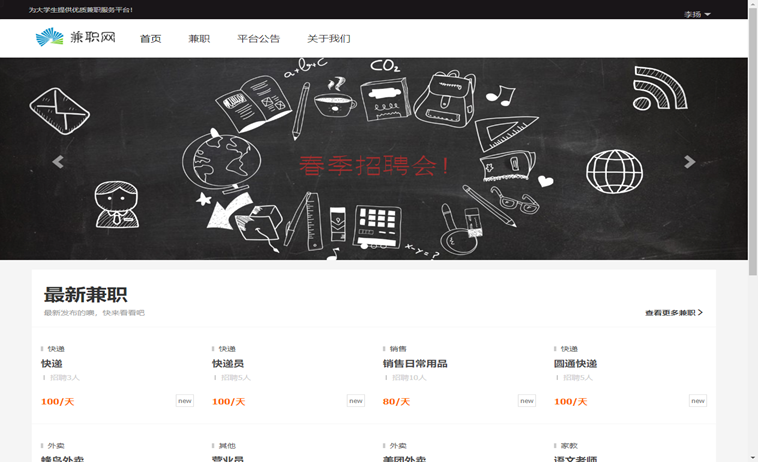 为大学生提供优质兼职服务平台!
李扬
兼职网 首页 兼职 平台公告 关于我们
a+b+c
CO2
春季招聘会!
x-y=?
最新兼职
最新发布的噢, 快来看看吧
查看更多兼职
快递 快递 销售 快递
快递 快递员 销售日常用品 圆通快递
招聘3人 招聘5人 招聘10人 招聘5人
100/天 new 100/天 new 80/天 new 100/天 new
外卖 其他 外卖 家教
蜂鸟外卖 营业员 美团外卖 语文老师